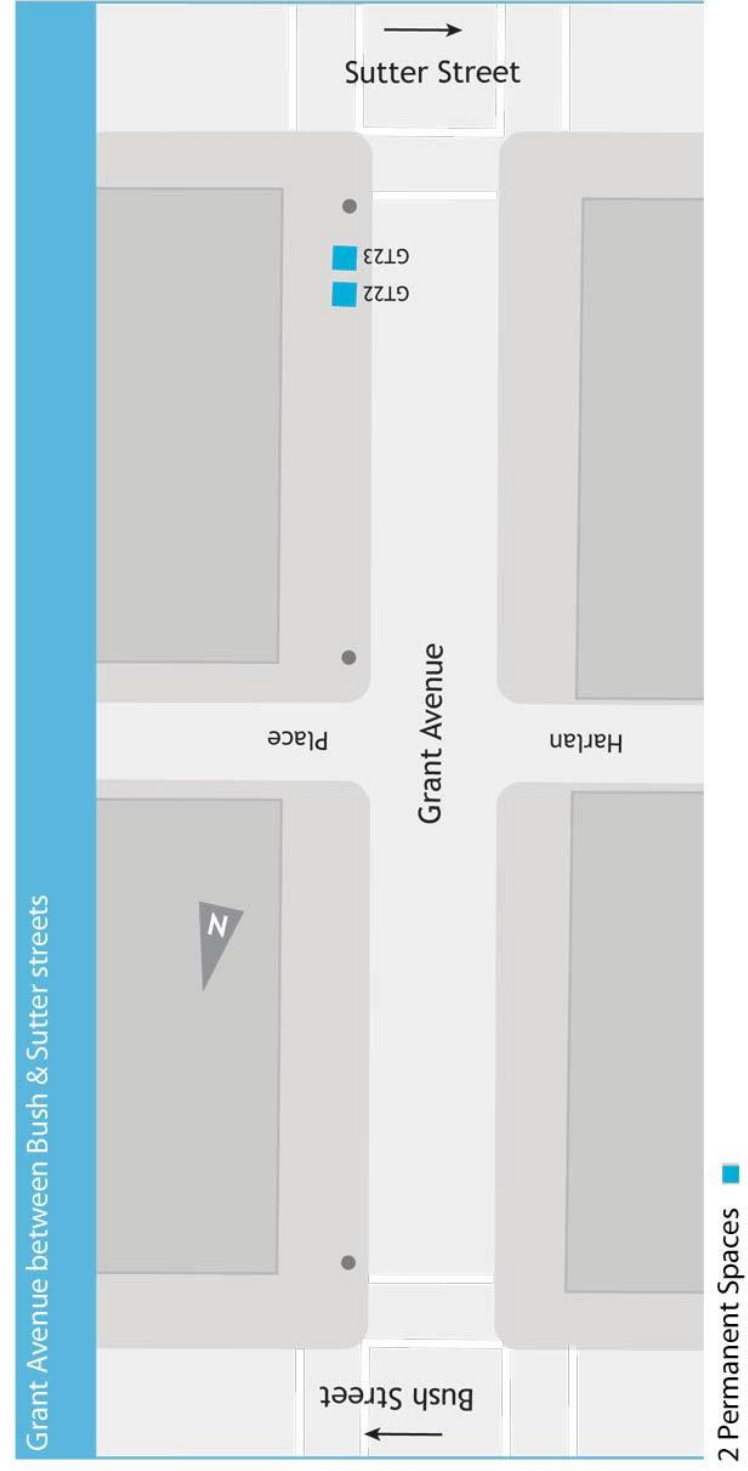 Grant Avenue between Bush & Sutter streets
Sutter Street
GT23
GT22
Grant Avenue
Place
Harlan
N
Bush Street
2 Permanent Spaces